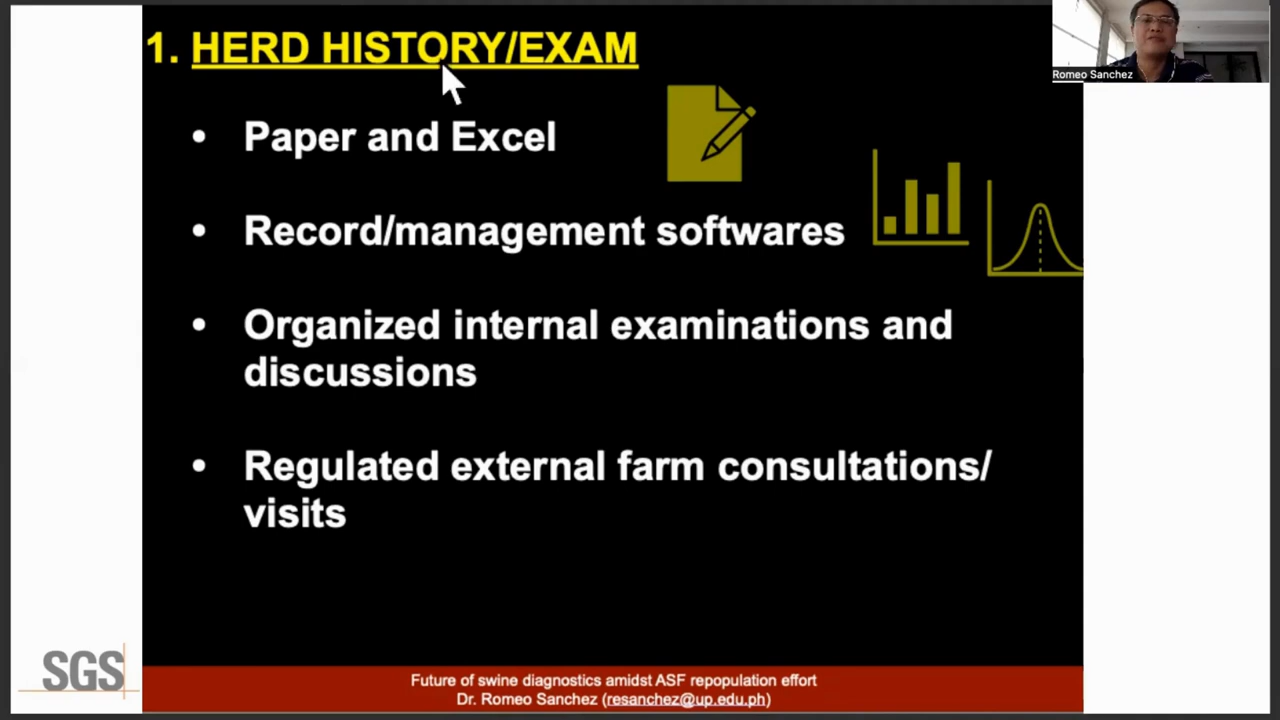 1. HERD HISTORY/EXAM
Romeo Sanchez
• Paper and Excel
• Record/management softwares
• Organized internal examinations and
discussions
• Regulated external farm consultations/
visits
SGS
Future of swine diagnostics amidst ASF repopulation effort
Dr. Romeo Sanchez (resanchez@up.edu.ph)